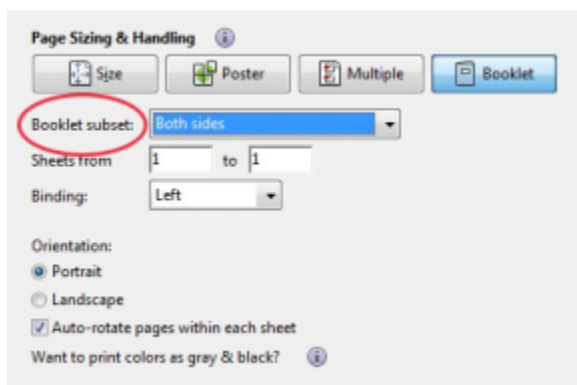 Page Sizing & Handling
Size Poster Multiple Booklet
Booklet subset: Both sides
Sheets from 1 to 1
Binding: Left
Orientation:
Portrait
Landscape
Auto-rotate pages within each sheet
Want to print colors as gray & black?